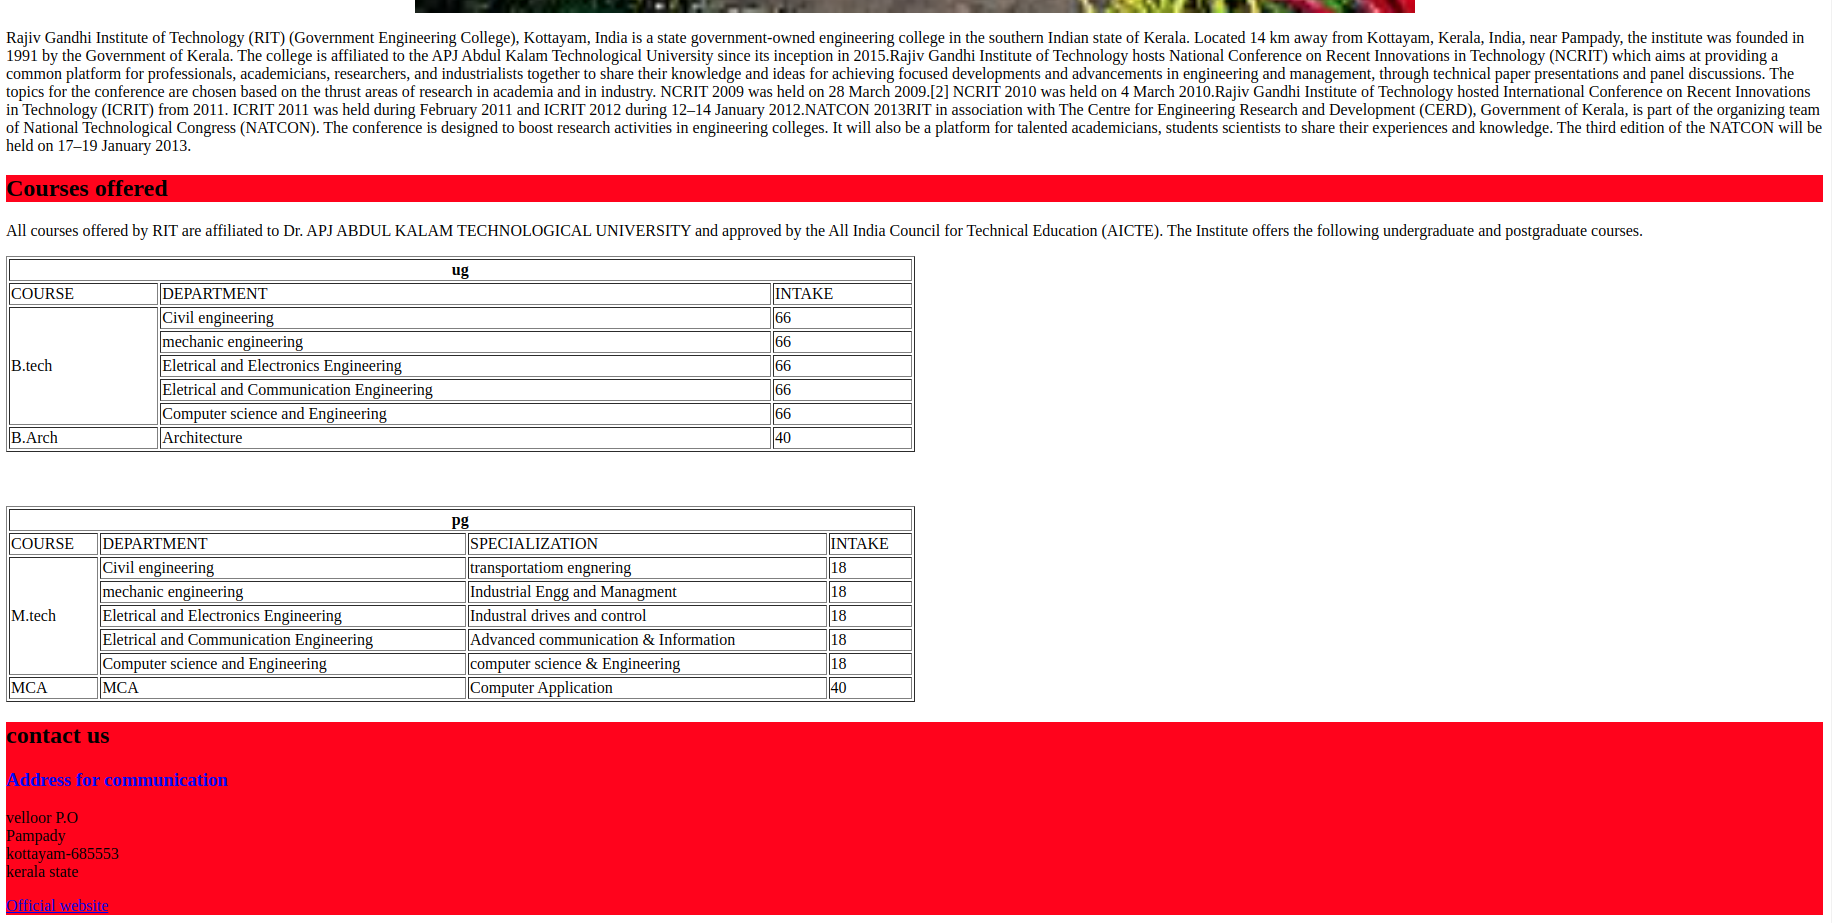 Rajiv Gandhi Institute of Technology (RIT) (Government Engineering College), Kottayam, India is a state government-owned engineering college in the southern Indian state of Kerala. Located 14 km away from Kottayam, Kerala, India, near Pampady, the institute was founded in
1991 by the Government of Kerala. The college is affiliated to the APJ Abdul Kalam Technological University since its inception in 2015.Rajiv Gandhi Institute of Technology hosts National Conference on Recent Innovations in Technology (NCRIT) which aims at providing a
common platform for professionals, academicians, researchers, and industrialists together to share their knowledge and ideas for achieving focused developments and advancements in engineering and management, through technical paper presentations and panel discussions. The
topics for the conference are chosen based on the thrust areas of research in academia and in industry. NCRIT 2009 was held on 28 March 2009.[2] NCRIT 2010 was held on 4 March 2010.Rajiv Gandhi Institute of Technology hosted International Conference on Recent Innovations
in Technology (ICRIT) from 2011. ICRIT 2011 was held during February 2011 and ICRIT 2012 during 12–14 January 2012.NATCON 2013RIT in association with The Centre for Engineering Research and Development (CERD), Government of Kerala, is part of the organizing team
of National Technological Congress (NATCON). The conference is designed to boost research activities in engineering colleges. It will also be a platform for talented academicians, students scientists to share their experiences and knowledge. The third edition of the NATCON will be
held on 17–19 January 2013.
Courses offered
All courses offered by RIT are affiliated to Dr. APJ ABDUL KALAM TECHNOLOGICAL UNIVERSITY and approved by the All India Council for Technical Education (AICTE). The Institute offers the following undergraduate and postgraduate courses.
ug
COURSE DEPARTMENT INTAKE
Civil engineering 66
mechanic engineering 66
B.tech Eletrical and Electronics Engineering 66
Eletrical and Communication Engineering 66
Computer science and Engineering 66
B.Arch Architecture 40
pg
COURSE DEPARTMENT SPECIALIZATION INTAKE
Civil engineering transportatiom engnering 18
mechanic engineering Industrial Engg and Managment 18
M.tech Eletrical and Electronics Engineering Industral drives and control 18
Eletrical and Communication Engineering Advanced communication & Information 18
Computer science and Engineering computer science & Engineering 18
MCA MCA Computer Application 40
contact us
Address for communication
velloor P.O
Pampady
kottayam-685553
kerala state
Official website